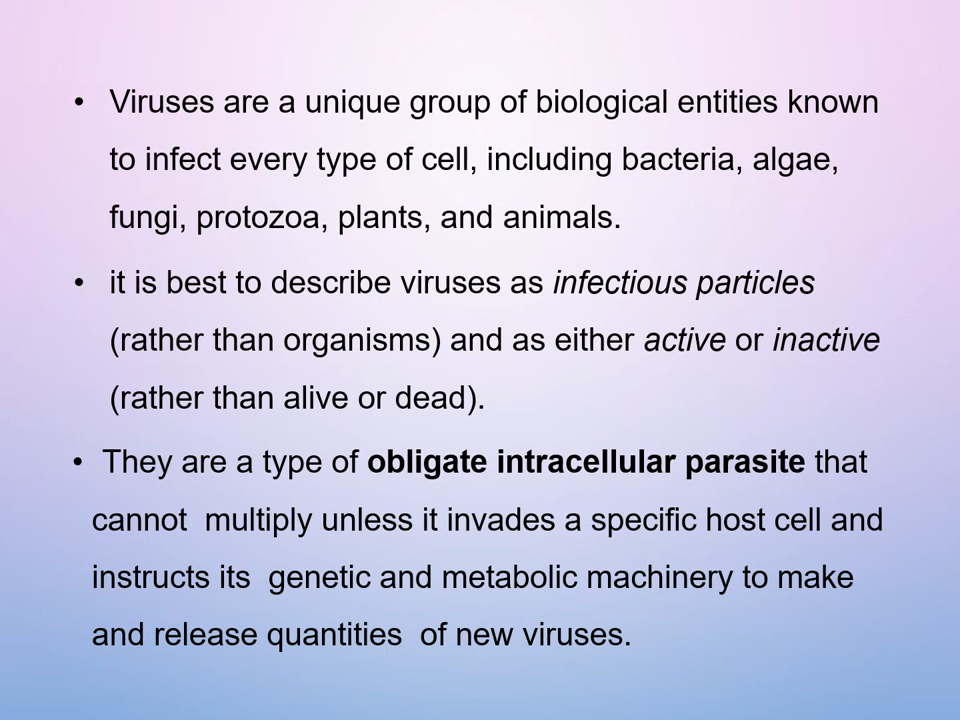 • Viruses are a unique group of biological entities known
to infect every type of cell, including bacteria, algae,
fungi, protozoa, plants, and animals.
• it is best to describe viruses as infectious particles
(rather than organisms) and as either active or inactive
(rather than alive or dead).
• They are a type of obligate intracellular parasite that
cannot  multiply unless it invades a specific host cell and
instructs its  genetic and metabolic machinery to make
and release quantities  of new viruses.